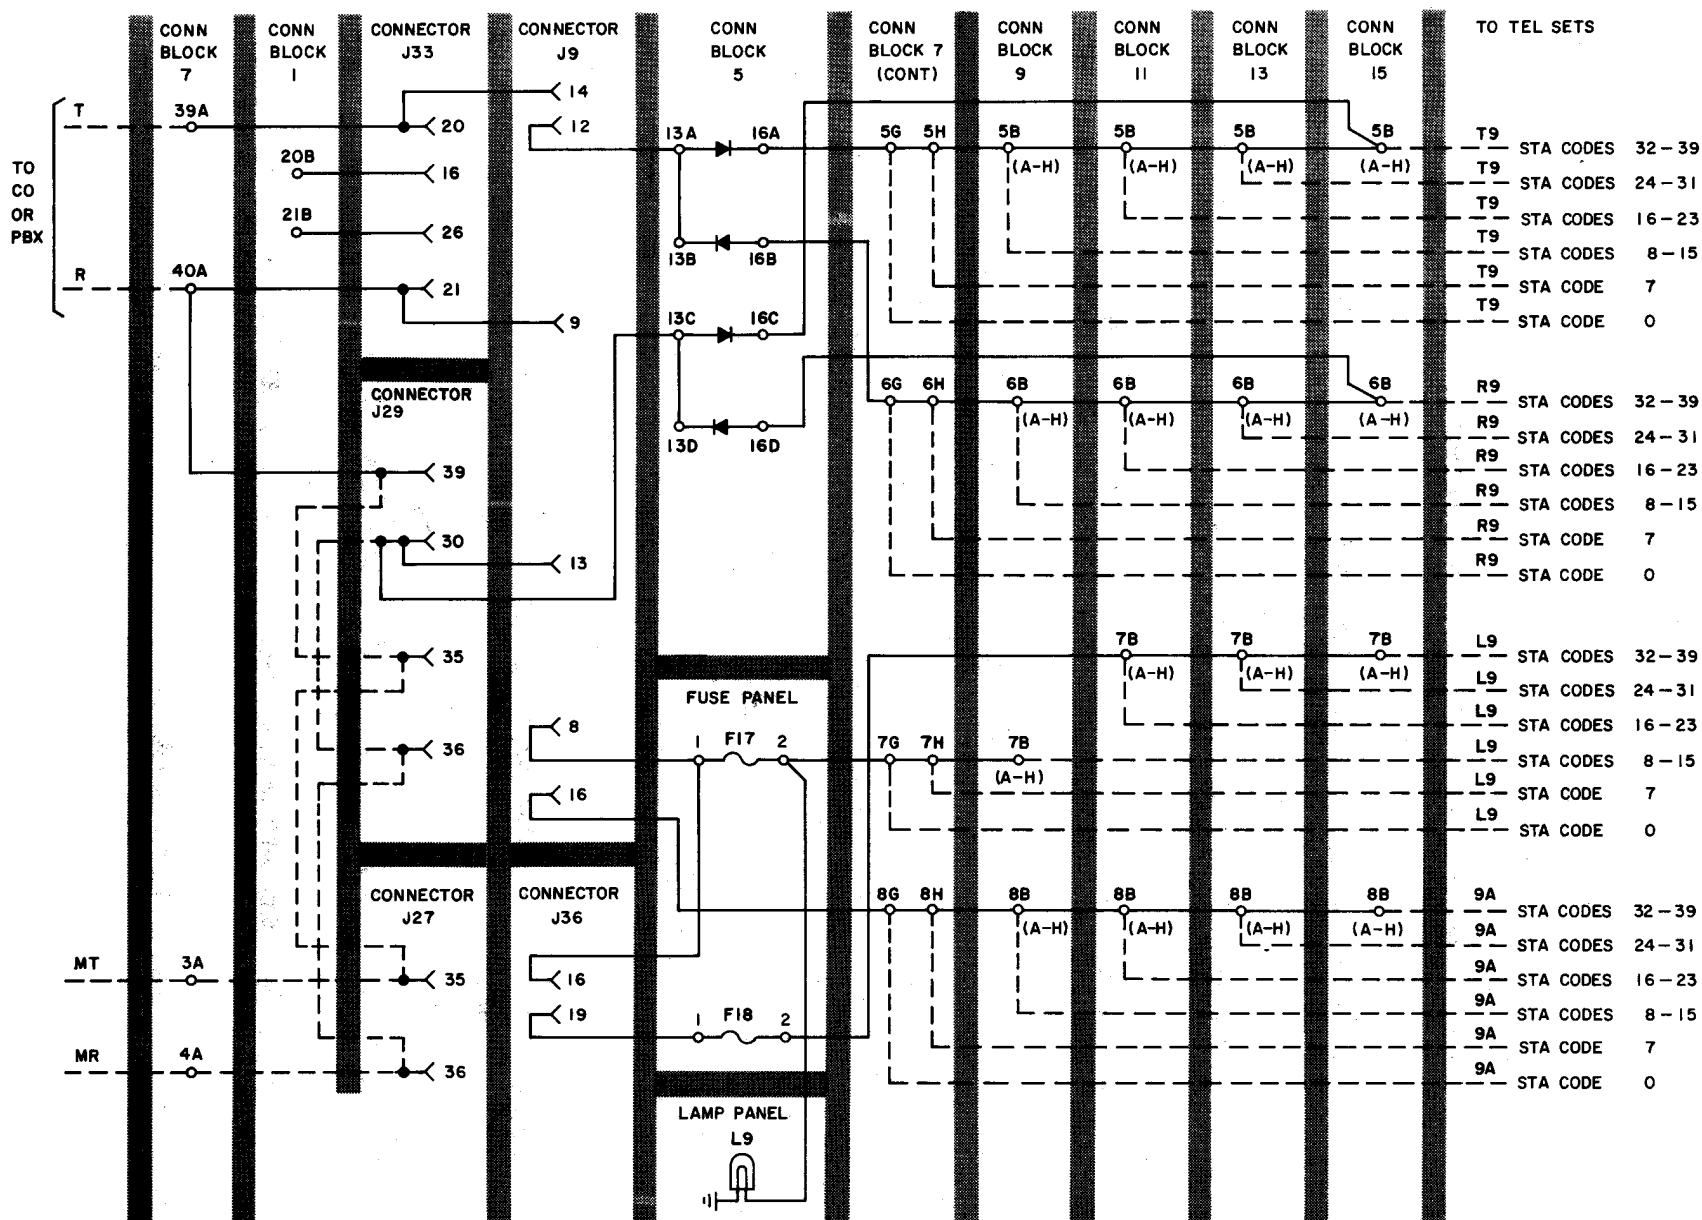 CONN BLOCK 7
CONN BLOCK 1
CONNECTOR J33
CONNECTOR J9
CONN BLOCK 5
CONN BLOCK 7 (CONT)
CONN BLOCK 9
CONN BLOCK 11
CONN BLOCK 13
CONN BLOCK 15
TO TEL SETS
TO CO OR PBX
T
39A
20
14
12
20B
16
21B
26
R
40A
21
9
CONNECTOR J29
39
30
13
35
36
CONNECTOR J27
MT
3A
35
MR
4A
36
8
16
CONNECTOR J36
16
19
13A
16A
13B
16B
13C
16C
13D
16D
FUSE PANEL
1 F17 2
1 F18 2
LAMP PANEL
L9
5G 5H 5B 5B 5B 5B
(A-H) (A-H) (A-H) (A-H)
T9 STA CODES 32-39
T9 STA CODES 24-31
T9 STA CODES 16-23
T9 STA CODES 8-15
T9 STA CODE 7
T9 STA CODE 0
6G 6H 6B 6B 6B 6B
(A-H) (A-H) (A-H) (A-H)
R9 STA CODES 32-39
R9 STA CODES 24-31
R9 STA CODES 16-23
R9 STA CODES 8-15
R9 STA CODE 7
R9 STA CODE 0
7B 7B 7B
(A-H) (A-H) (A-H)
L9 STA CODES 32-39
L9 STA CODES 24-31
L9 STA CODES 16-23
7G 7H 7B
(A-H)
L9 STA CODES 8-15
L9 STA CODE 7
L9 STA CODE 0
8G 8H 8B 8B 8B 8B
(A-H) (A-H) (A-H) (A-H)
9A STA CODES 32-39
9A STA CODES 24-31
9A STA CODES 16-23
9A STA CODES 8-15
9A STA CODE 7
9A STA CODE 0